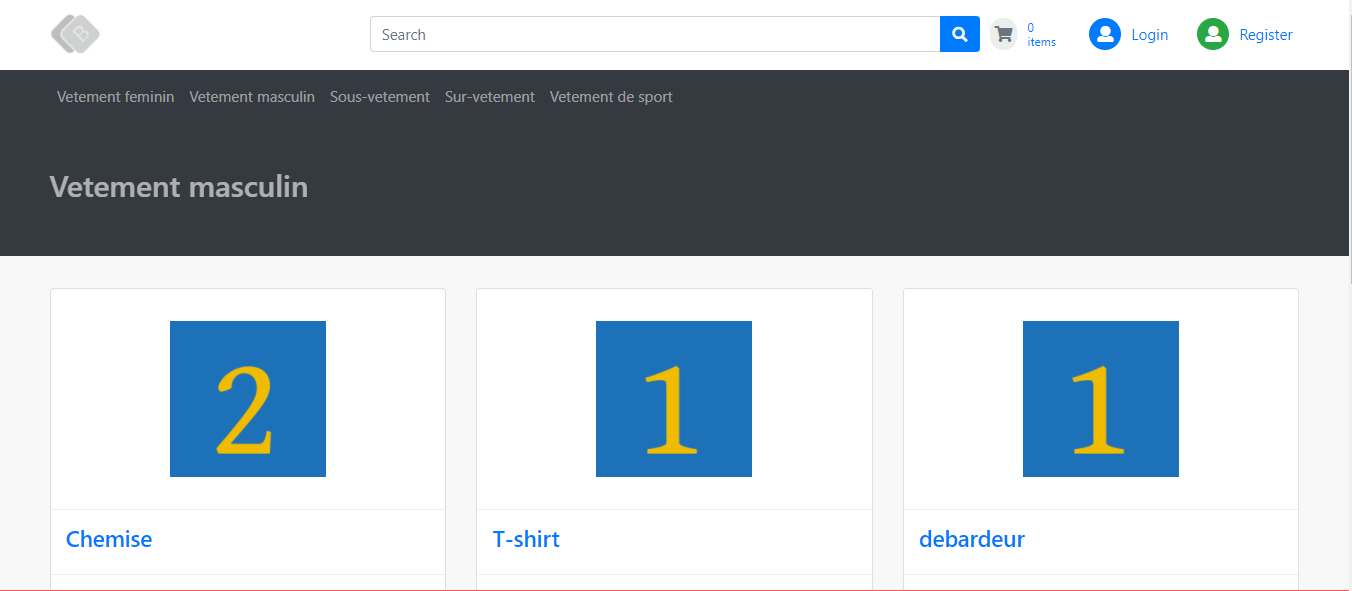 B
Search
0
items
Login
Register
Vetement feminin
Vetement masculin
Sous-vetement
Sur-vetement
Vetement de sport
Vetement masculin
2
1
1
Chemise
T-shirt
debardeur